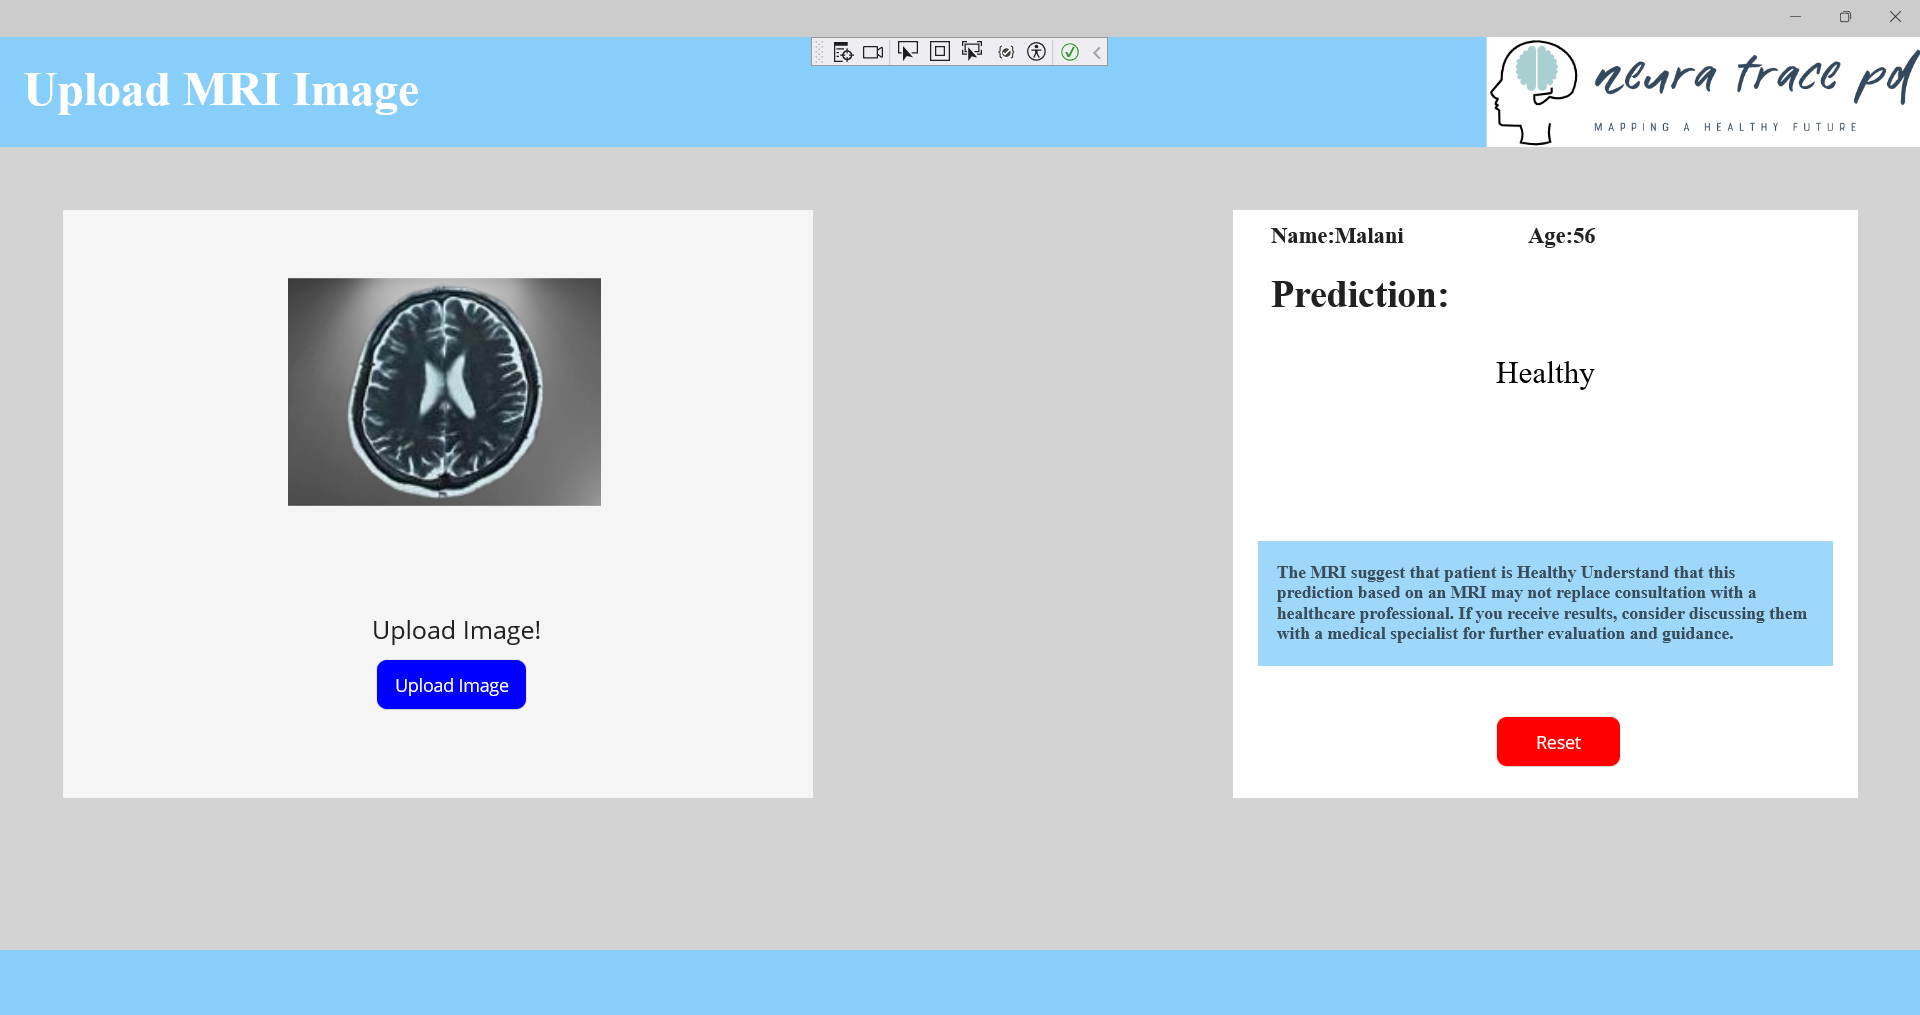 Upload MRI Image
neura trace pd
MAPPING A HEALTHY FUTURE
Upload Image!
Upload Image
Name:Malani Age:56
Prediction:
Healthy
The MRI suggest that patient is Healthy Understand that this
prediction based on an MRI may not replace consultation with a
healthcare professional. If you receive results, consider discussing them
with a medical specialist for further evaluation and guidance.
Reset